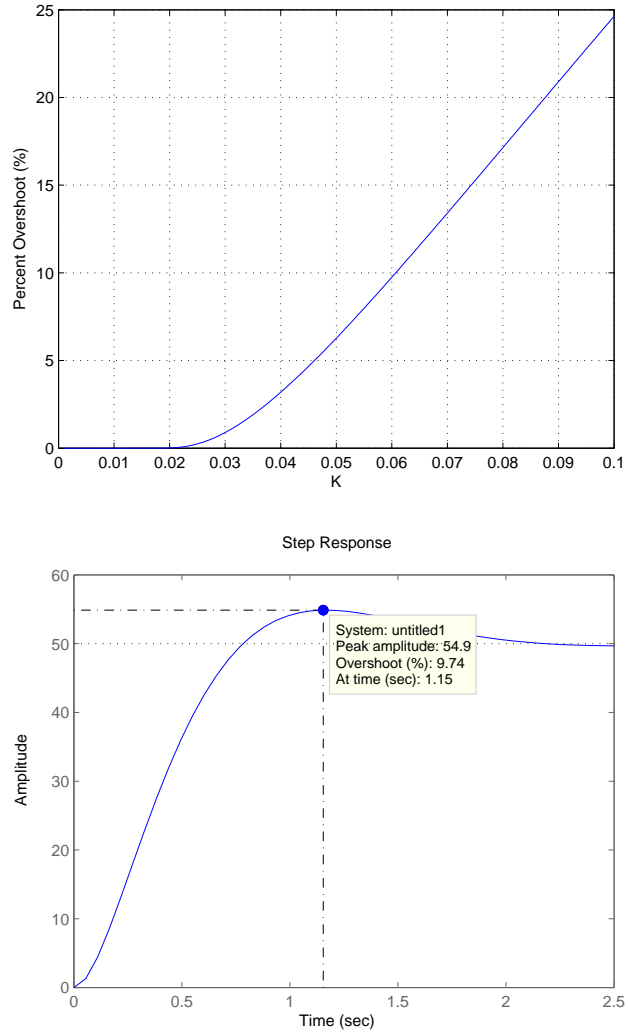 25
20
15
10
5
0
Percent Overshoot (%)
0 0.01 0.02 0.03 0.04 0.05 0.06 0.07 0.08 0.09 0.1
K
Step Response
60
50
40
30
20
10
0
Amplitude
System: untitled1
Peak amplitude: 54.9
Overshoot (%): 9.74
At time (sec): 1.15
0 0.5 1 1.5 2 2.5
Time (sec)